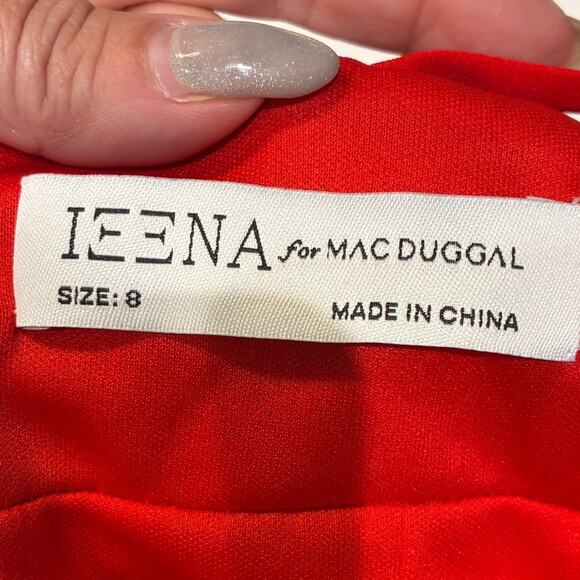 IEENA for MAC DUGGAL
SIZE: 8
MADE IN CHINA